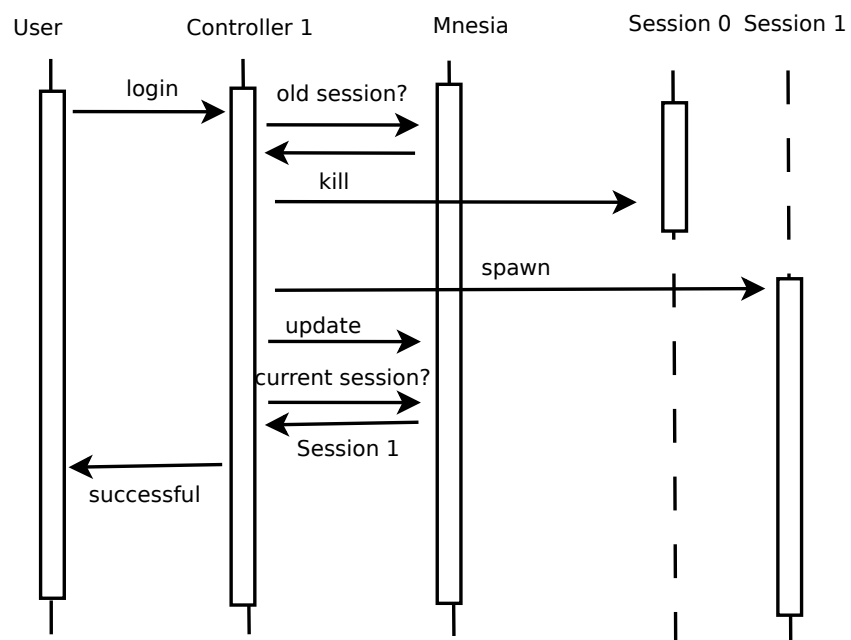 User
Controller 1
Mnesia
Session 0
Session 1
login
old session?
kill
spawn
update
current session?
Session 1
successful